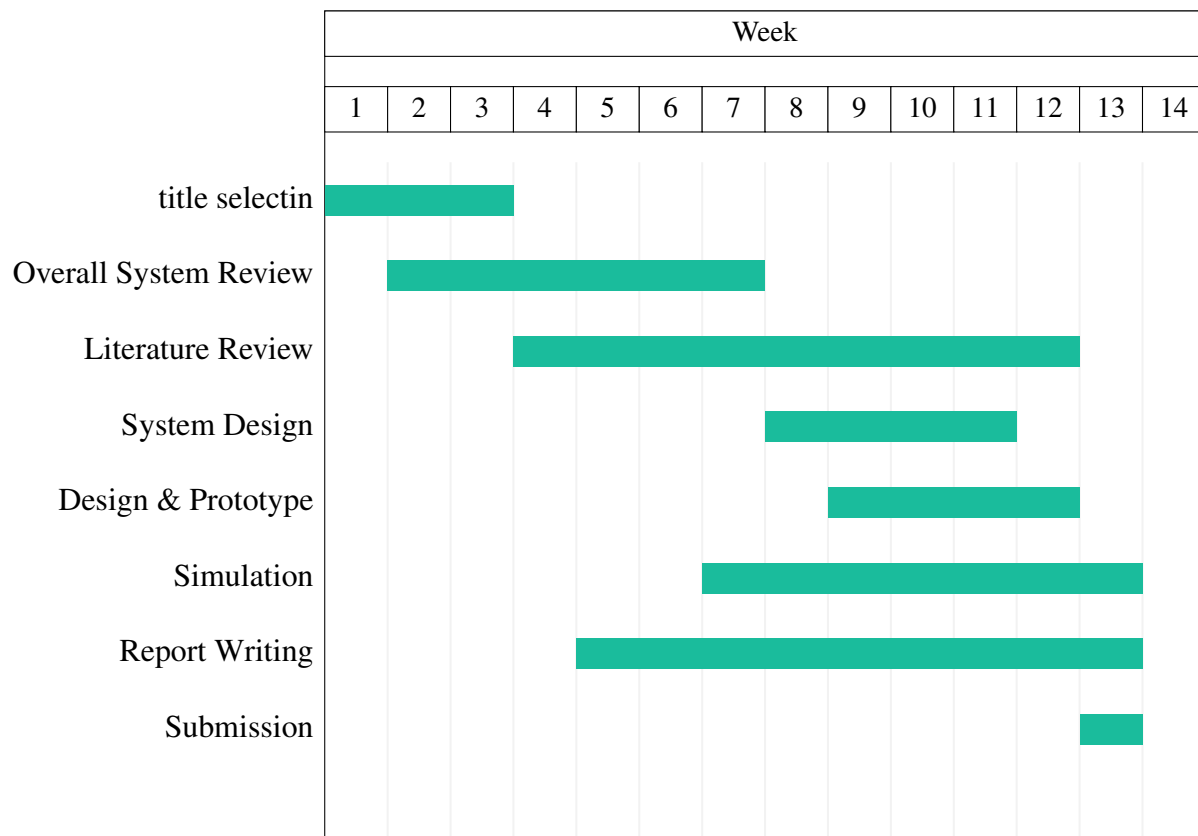 Week
1 2 3 4 5 6 7 8 9 10 11 12 13 14
title selectin
Overall System Review
Literature Review
System Design
Design & Prototype
Simulation
Report Writing
Submission